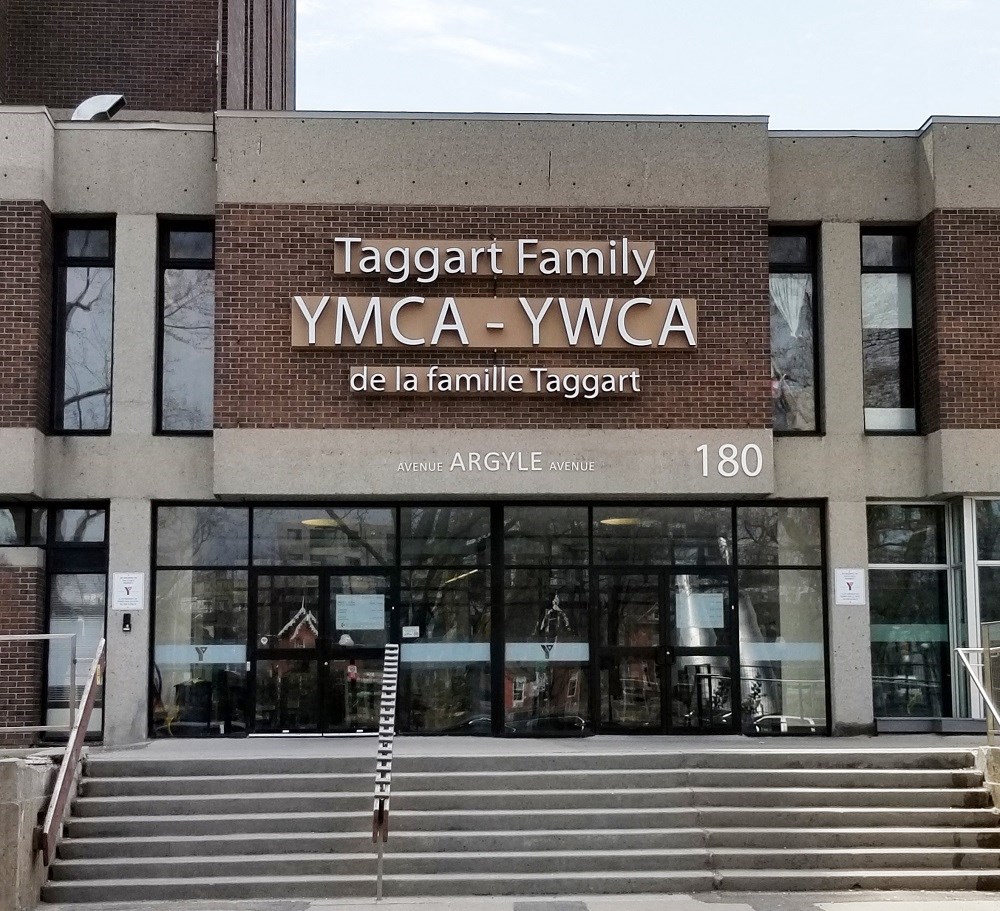 Taggart Family
YMCA - YWCA
de la famille Taggart
AVENUE ARGYLE AVENUE
180